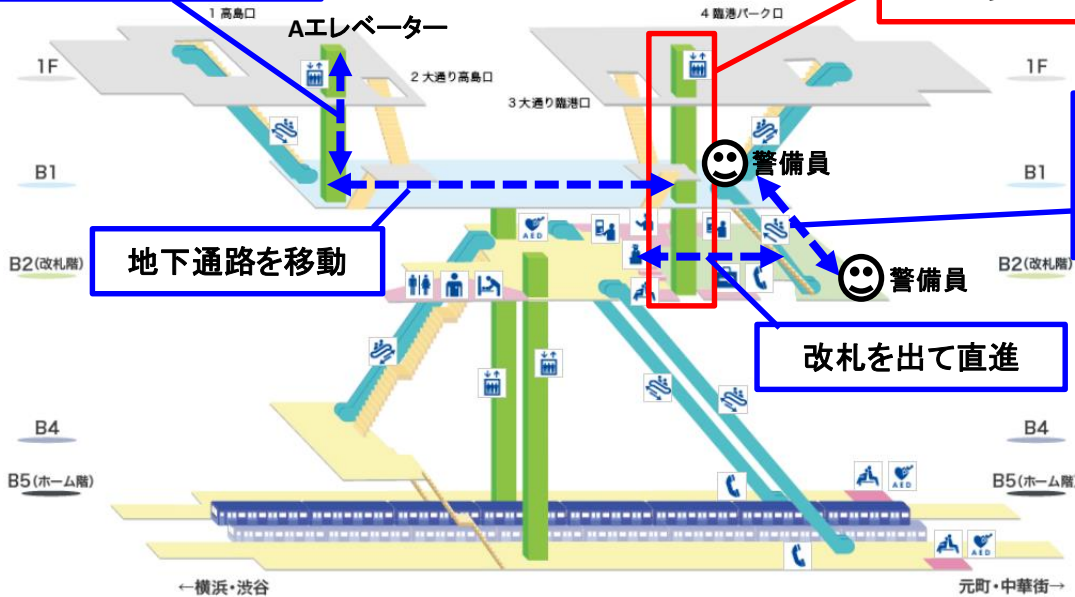 1 高島口
Aエレベーター
4 臨港パーク口
1F
2 大通り高島口
3 大通り臨港口
1F
B1
警備員
B1
AED
B2(改札階)
地下通路を移動
B2(改札階)
警備員
改札を出て直進
B4
B4
B5(ホーム階)
AED
B5(ホーム階)
AED
←横浜・渋谷
元町・中華街→